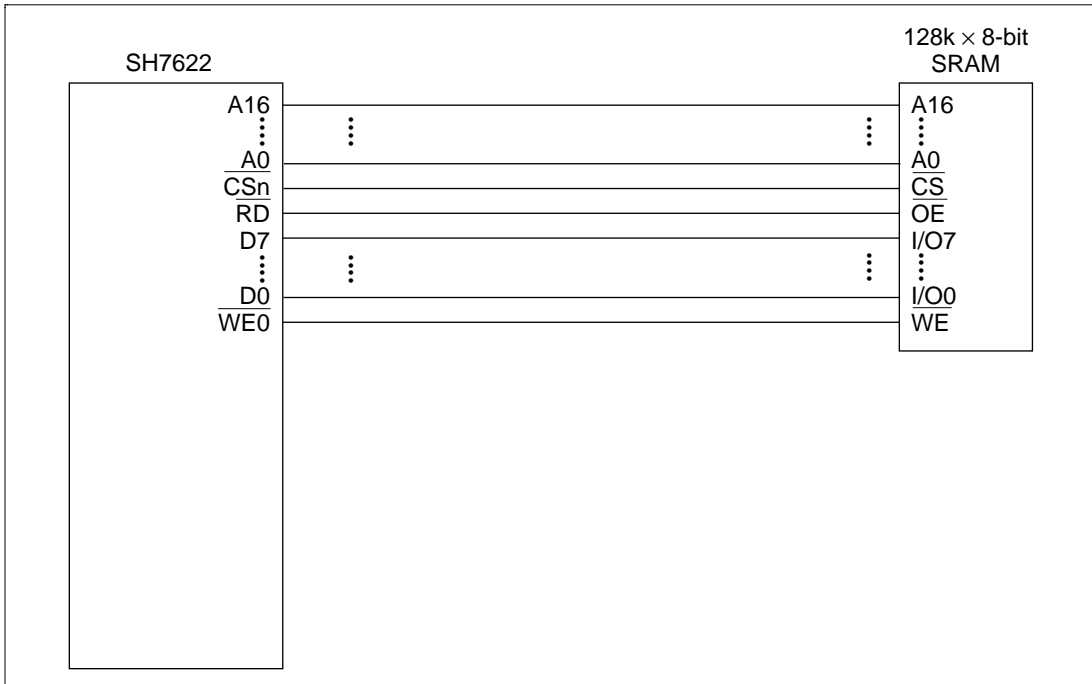 128k × 8-bit
SRAM
SH7622
A16
A0
CSn
RD
D7
D0
WE0
A16
A0
CS
OE
I/O7
I/O0
WE